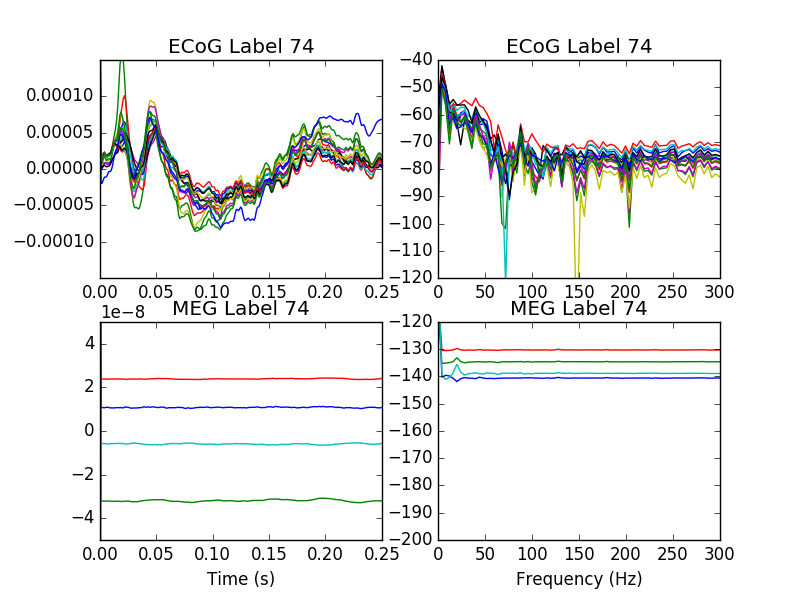 ECoG Label 74
0.00010
0.00005
0.00000
−0.00005
−0.00010
0.00 0.05 0.10 0.15 0.20 0.25
ECoG Label 74
−40
−50
−60
−70
−80
−90
−100
−110
−120
0 50 100 150 200 250 300
MEG Label 74
1e−8
4
2
0
−2
−4
0.00 0.05 0.10 0.15 0.20 0.25
Time (s)
MEG Label 74
−120
−130
−140
−150
−160
−170
−180
−190
−200
0 50 100 150 200 250 300
Frequency (Hz)